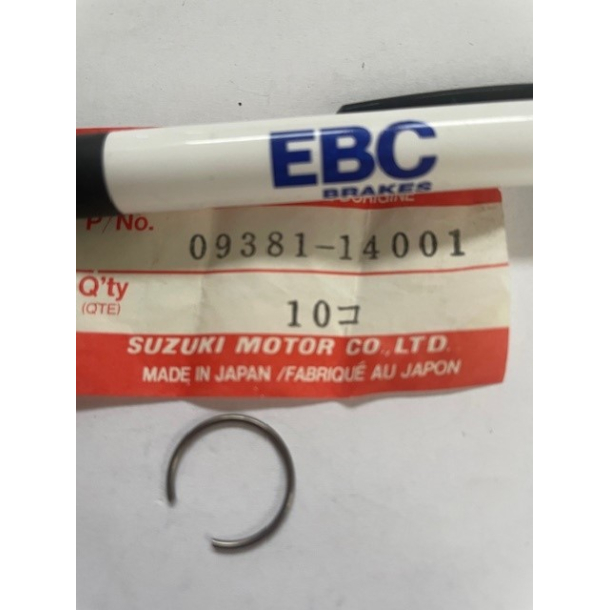 EBC
BRAKES
P/No.
09381-14001
Q'ty
(QTE)
10コ
SUZUKI MOTOR CO.,LTD.
MADE IN JAPAN /FABRIQUÉ AU JAPON